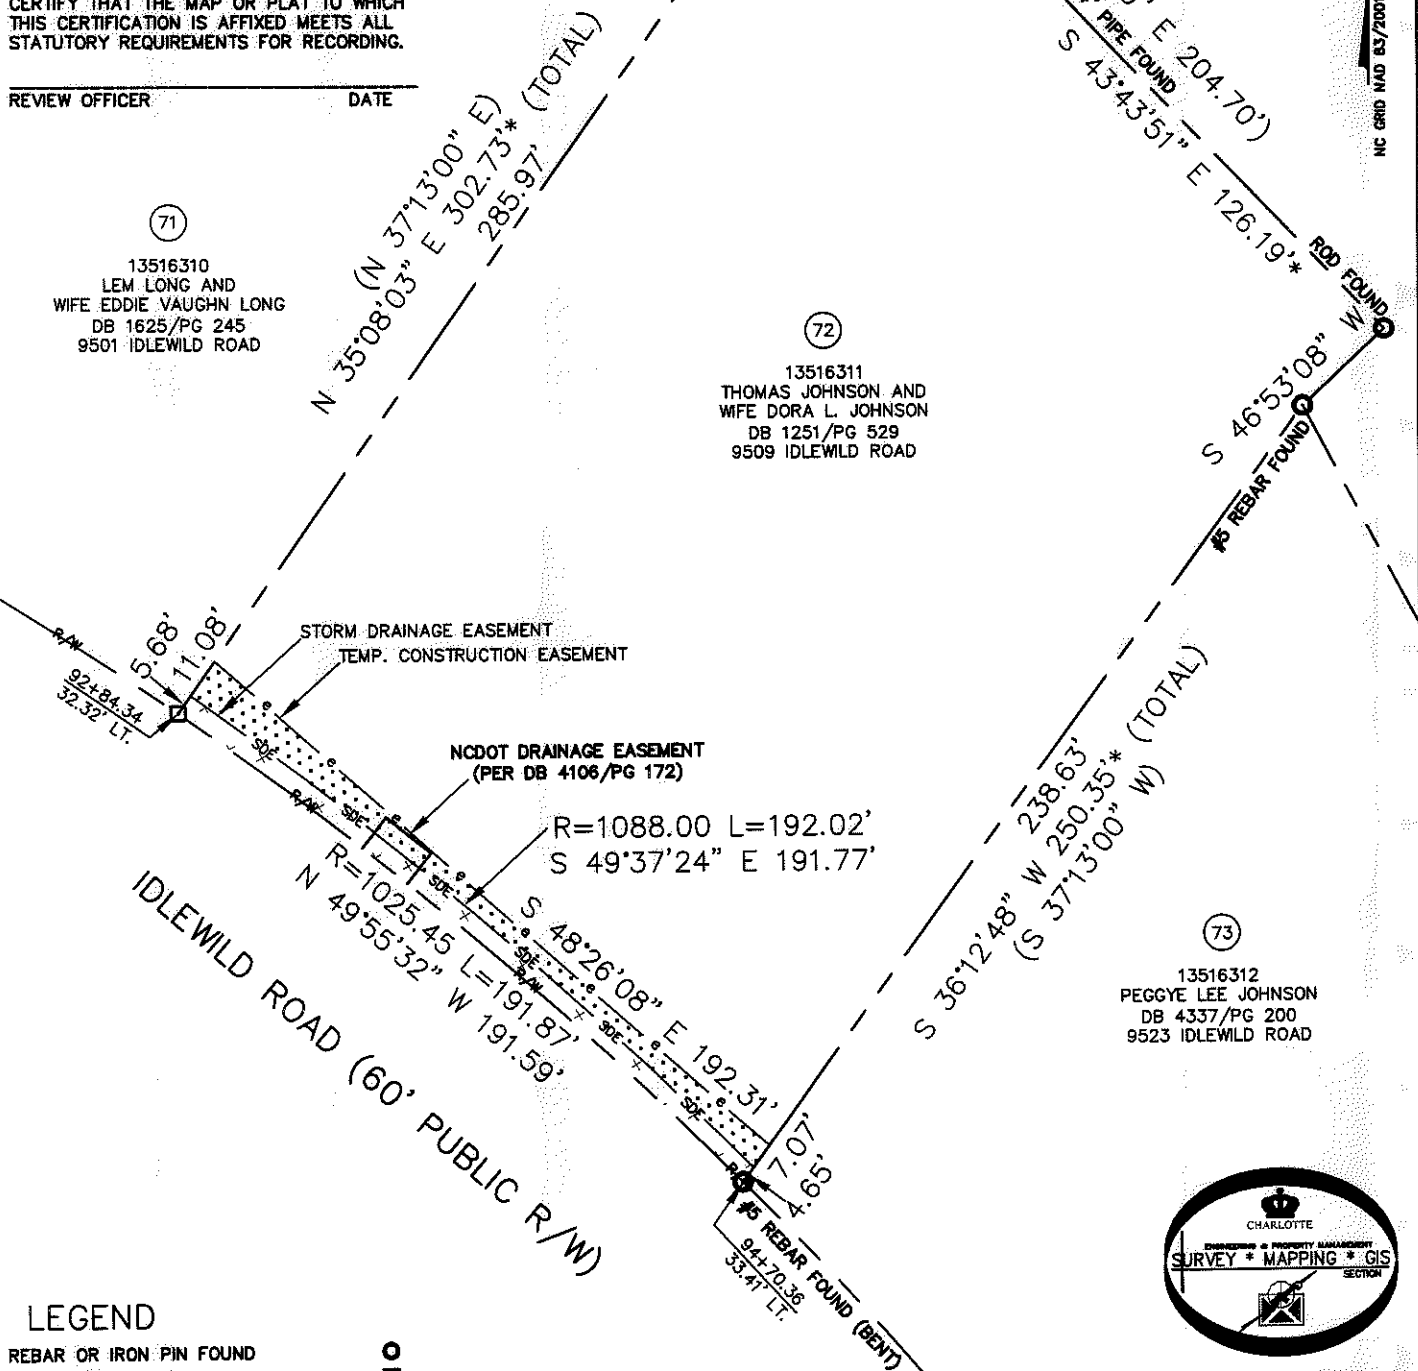 CERTIFY THAT THE MAP OR PLAT TO WHICH
THIS CERTIFICATION IS AFFIXED MEETS ALL
STATUTORY REQUIREMENTS FOR RECORDING.
REVIEW OFFICER DATE
(N 37°13'00" E)
N 35°08'03" E 302.73'* (TOTAL)
285.97'
E 204.70')
PIPE FOUND
S 43°43'51" E 126.19'*
ROD FOUND
NC GRID NAD 83/2001
71
13516310
LEM LONG AND
WIFE EDDIE VAUGHN LONG
DB 1625/PG 245
9501 IDLEWILD ROAD
72
13516311
THOMAS JOHNSON AND
WIFE DORA L. JOHNSON
DB 1251/PG 529
9509 IDLEWILD ROAD
S 46°53'08" W
#5 REBAR FOUND
R/W
5.68'
11.08'
92+84.34
32.32' LT.
STORM DRAINAGE EASEMENT
TEMP. CONSTRUCTION EASEMENT
NCDOT DRAINAGE EASEMENT
(PER DB 4106/PG 172)
e
e
e
e
e
e
e
e
SDE
SDE
SDE
SDE
SDE
SDE
R/W
R/W
R=1088.00 L=192.02'
S 49°37'24" E 191.77'
R=1025.45 L=191.87'
N 49°55'32" W 191.59'
S 48°26'08" E 192.31'
238.63'
S 36°12'48" W 250.35'* (TOTAL)
(S 37°13'00" W)
73
13516312
PEGGYE LEE JOHNSON
DB 4337/PG 200
9523 IDLEWILD ROAD
IDLEWILD ROAD (60' PUBLIC R/W)
7.07'
4.65'
#5 REBAR FOUND (BENT)
94+70.36
33.41' LT.
CHARLOTTE
ENGINEERING & PROPERTY MANAGEMENT
SURVEY * MAPPING * GIS
SECTION
LEGEND
REBAR OR IRON PIN FOUND